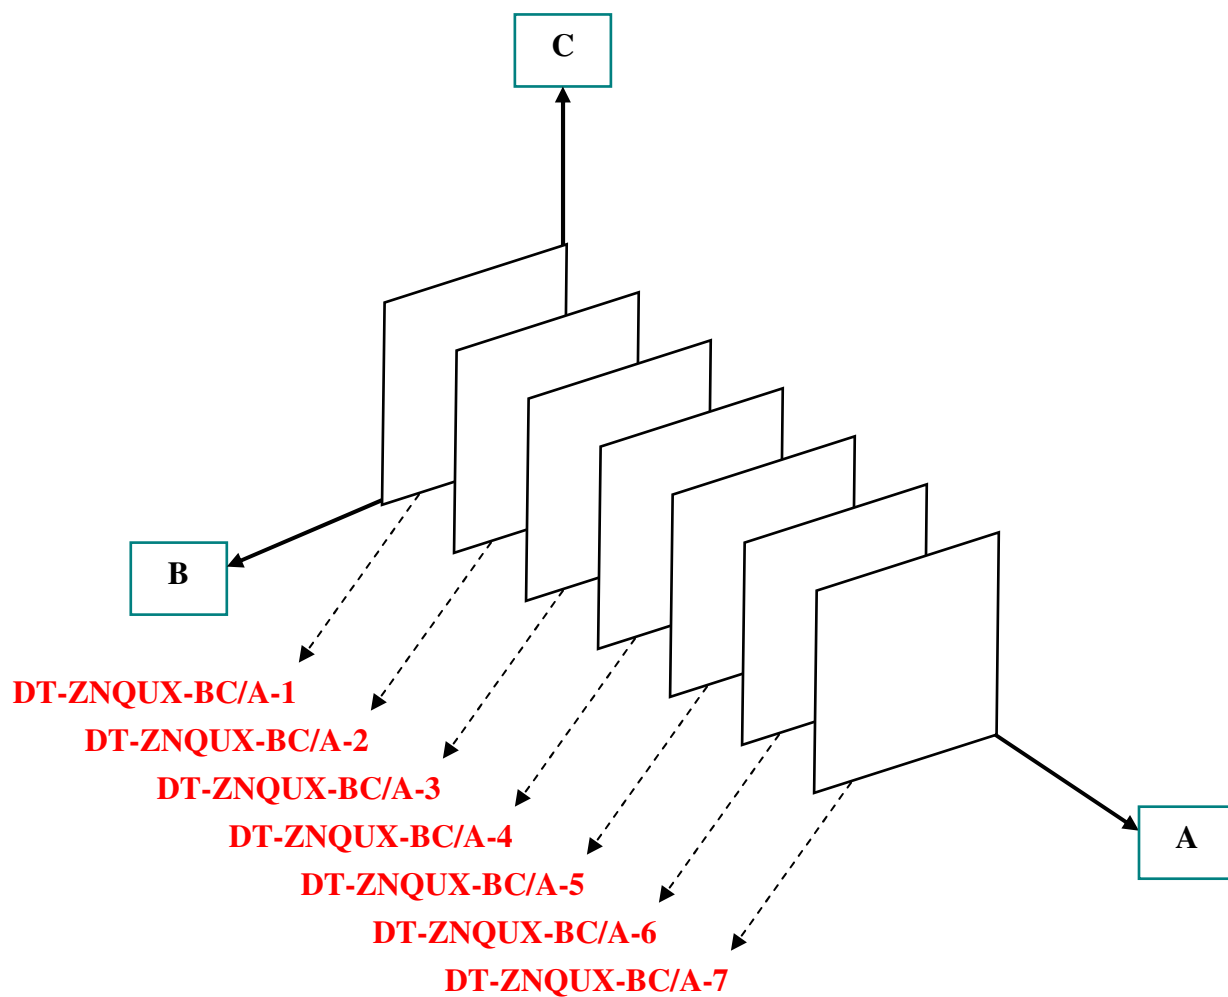 C
B
DT-ZNQUX-BC/A-1
DT-ZNQUX-BC/A-2
DT-ZNQUX-BC/A-3
DT-ZNQUX-BC/A-4
A
DT-ZNQUX-BC/A-5
DT-ZNQUX-BC/A-6
DT-ZNQUX-BC/A-7